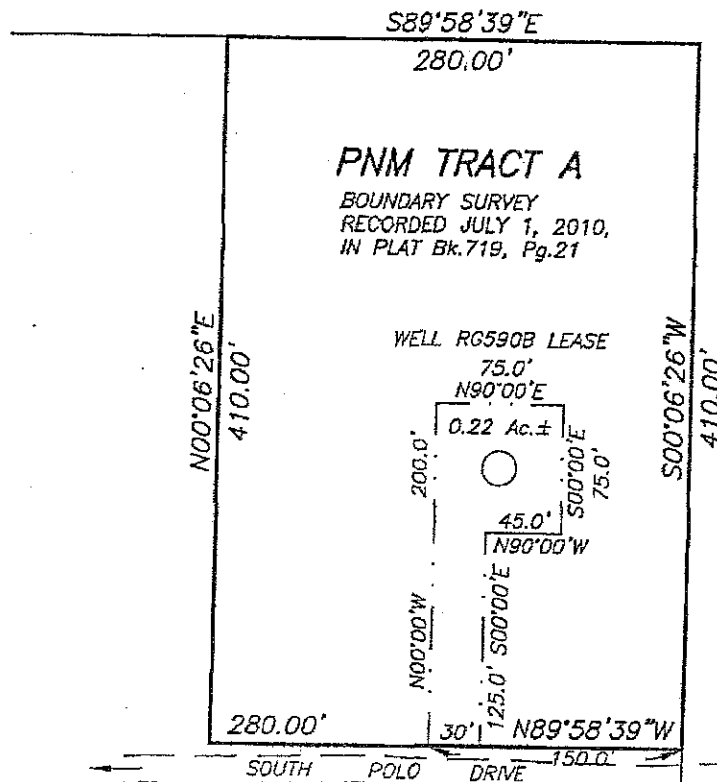 S89°58'39"E
280.00'
PNM TRACT A
BOUNDARY SURVEY
RECORDED JULY 1, 2010,
IN PLAT Bk.719, Pg.21
N00°06'26"E
410.00'
S00°06'26"W
410.00'
WELL RG590B LEASE
75.0'
N90°00'E
0.22 Ac.±
200.0'
S00°00'E
75.0'
45.0'
N90°00'W
N00°00'W
125.0' S00°00'E
280.00'
30'
N89°58'39"W
150.0'
SOUTH POLO DRIVE